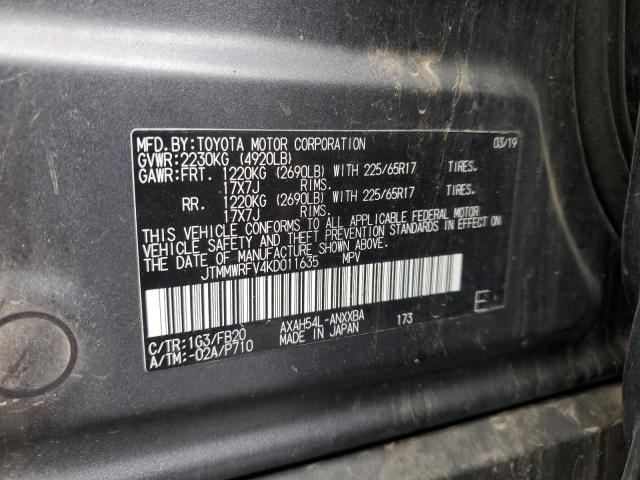 MFD.BY:TOYOTA MOTOR CORPORATION 03/19
GVWR:2230KG (4920LB)
GAWR:FRT. 1220KG (2690LB) WITH 225/65R17 TIRES.
17X7J RIMS.
RR. 1220KG (2690LB) WITH 225/65R17 TIRES.
17X7J RIMS.
THIS VEHICLE CONFORMS TO ALL APPLICABLE FEDERAL MOTOR
VEHICLE SAFETY AND THEFT PREVENTION STANDARDS IN EFFECT ON
THE DATE OF MANUFACTURE SHOWN ABOVE.
JTMMWRFV4KD011635 MPV
C/TR:1G3/FB20 AXAH54L-ANXXBA 173 E
A/TM:-02A/P710 MADE IN JAPAN